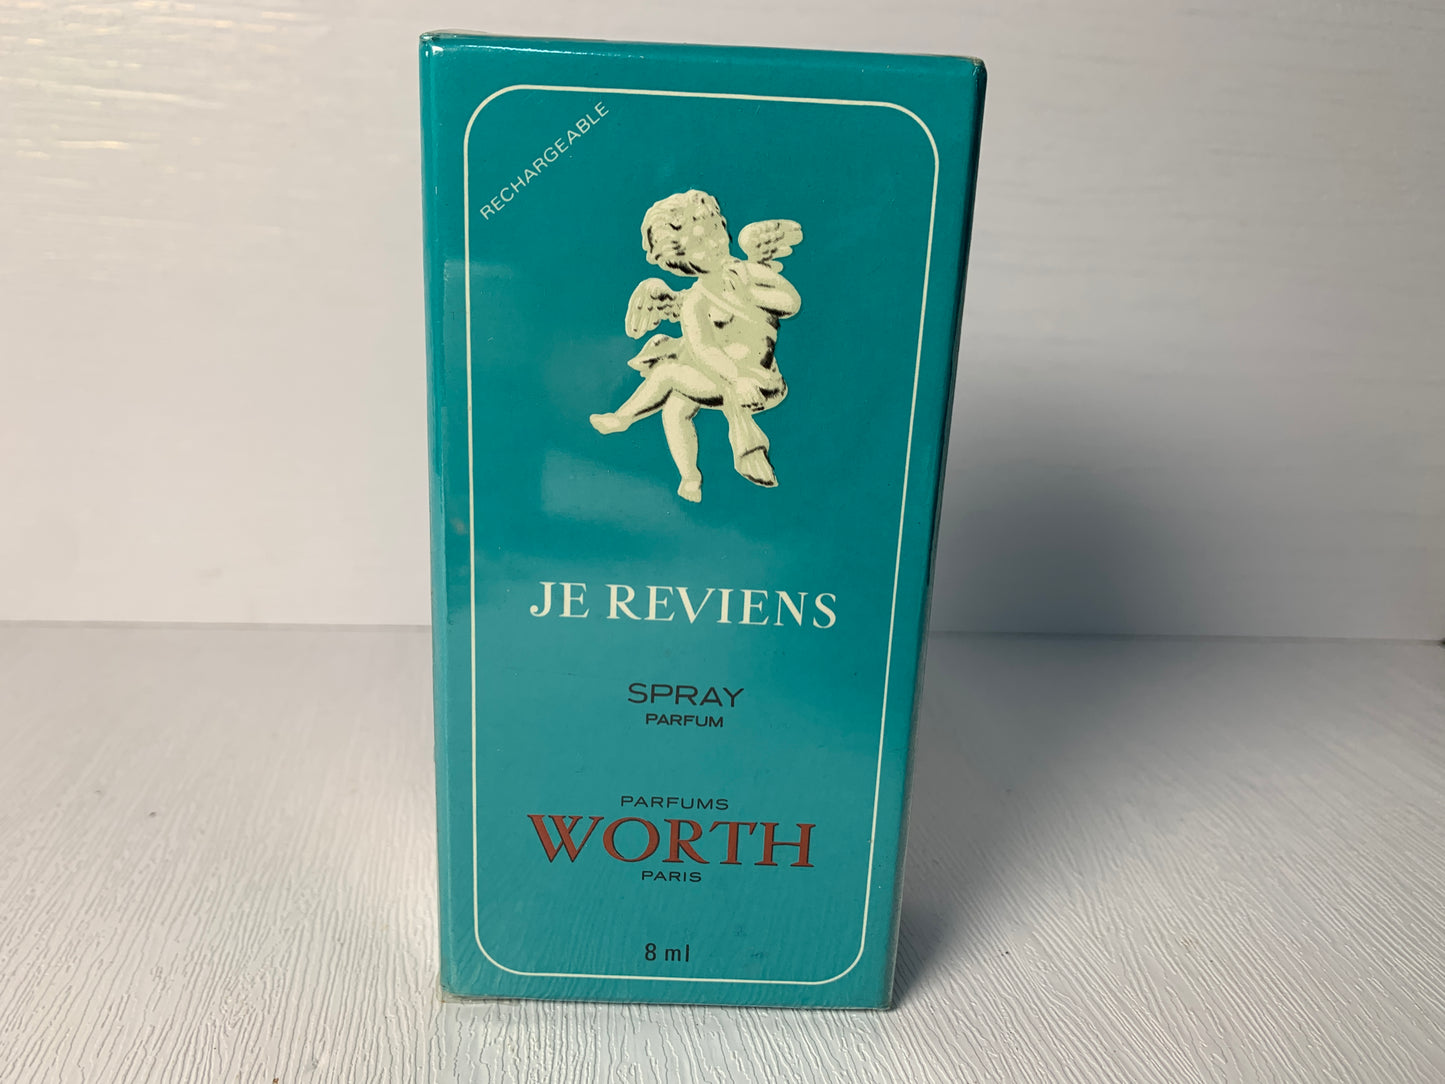 RECHARGEABLE
JE REVIENS
SPRAY
PARFUM
PARFUMS
WORTH
PARIS
8 ml